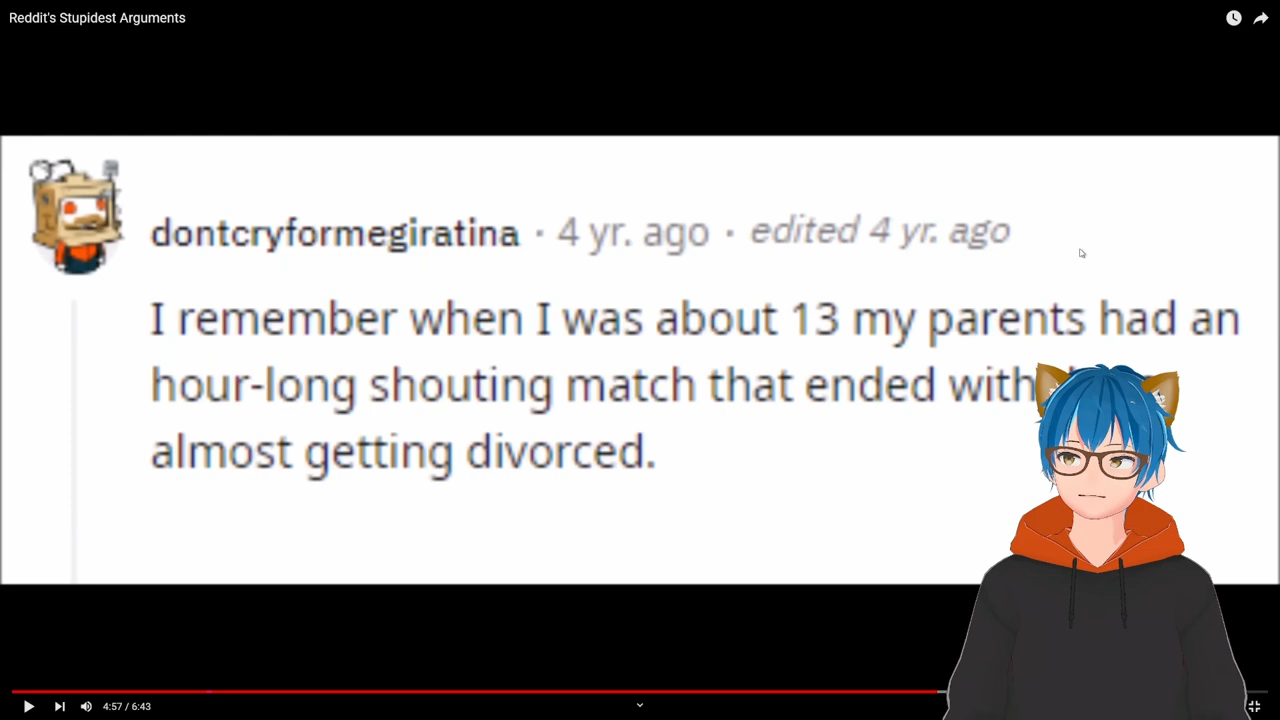 Reddit's Stupidest Arguments
dontcryformegiratina · 4 yr. ago · edited 4 yr. ago
I remember when I was about 13 my parents had an
hour-long shouting match that ended with
almost getting divorced.
4:57 / 6:43